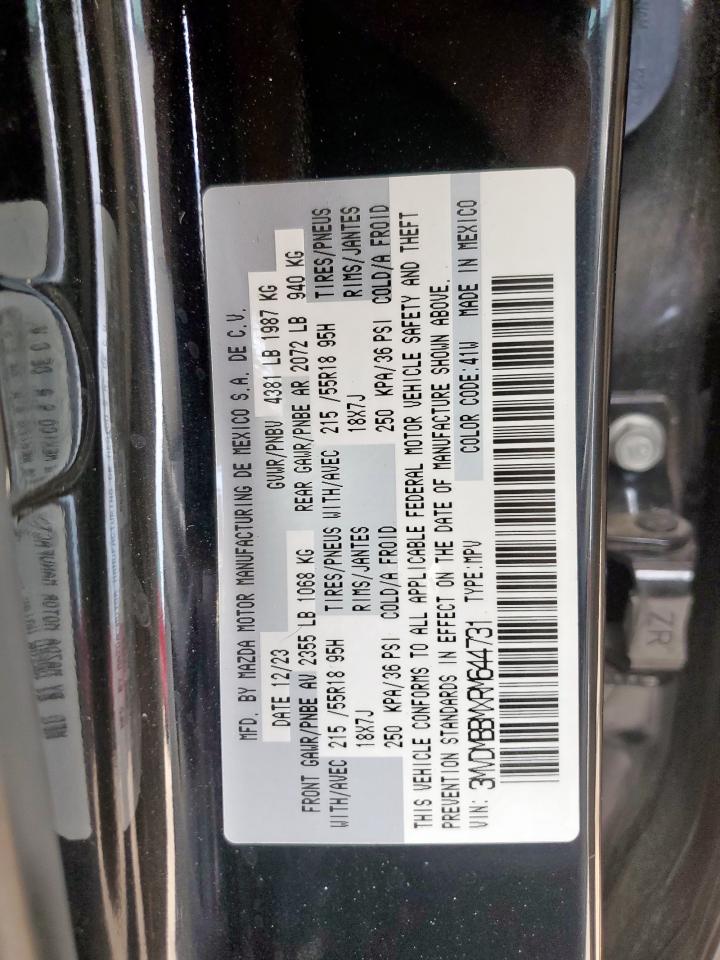 MFD. BY MAZDA MOTOR MANUFACTURING DE MEXICO S.A. DE C.V.
DATE 12/23 GVWR/PNBV 4381 LB 1987 KG
FRONT GAWR/PNBE AV 2355 LB 1068 KG REAR GAWR/PNBE AR 2072 LB 940 KG
WITH/AVEC 215 /55R18 95H TIRES/PNEUS WITH/AVEC 215 /55R18 95H TIRES/PNEUS
18X7J RIMS/JANTES 18X7J RIMS/JANTES
250 KPA/36 PSI COLD/A FROID 250 KPA/36 PSI COLD/A FROID
THIS VEHICLE CONFORMS TO ALL APPLICABLE FEDERAL MOTOR VEHICLE SAFETY AND THEFT
PREVENTION STANDARDS IN EFFECT ON THE DATE OF MANUFACTURE SHOWN ABOVE.
VIN: 3MVDMBBMXRM644731 TYPE:MPV COLOR CODE:41W MADE IN MEXICO
ZR